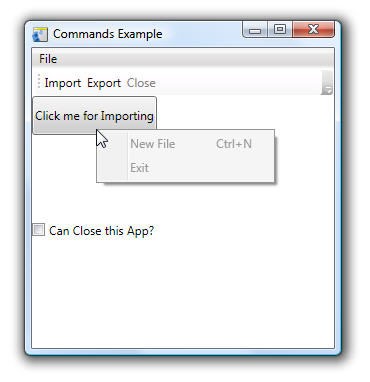 Commands Example
File
Import Export Close
Click me for Importing
New File Ctrl+N
Exit
Can Close this App?